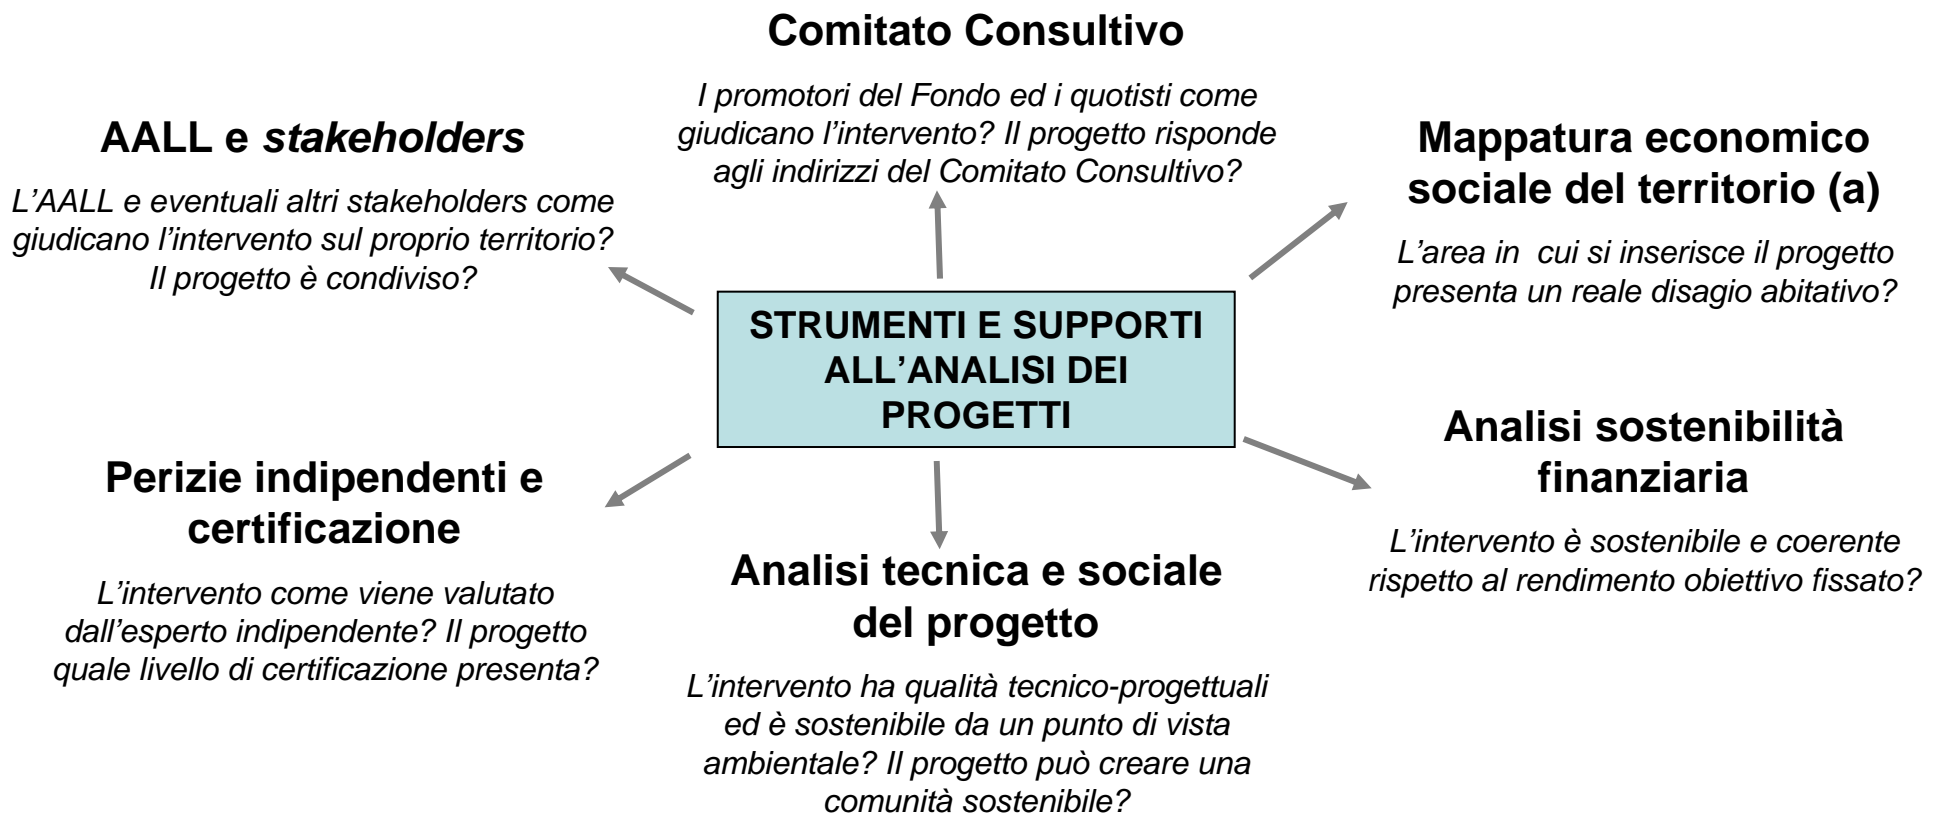 Comitato Consultivo
I promotori del Fondo ed i quotisti come
giudicano l’intervento? Il progetto risponde
agli indirizzi del Comitato Consultivo?
AALL e stakeholders
L’AALL e eventuali altri stakeholders come
giudicano l’intervento sul proprio territorio?
Il progetto è condiviso?
Mappatura economico
sociale del territorio (a)
L’area in cui si inserisce il progetto
presenta un reale disagio abitativo?
STRUMENTI E SUPPORTI
ALL’ANALISI DEI
PROGETTI
Perizie indipendenti e
certificazione
L’intervento come viene valutato
dall’esperto indipendente? Il progetto
quale livello di certificazione presenta?
Analisi tecnica e sociale
del progetto
L’intervento ha qualità tecnico-progettuali
ed è sostenibile da un punto di vista
ambientale? Il progetto può creare una
comunità sostenibile?
Analisi sostenibilità
finanziaria
L’intervento è sostenibile e coerente
rispetto al rendimento obiettivo fissato?